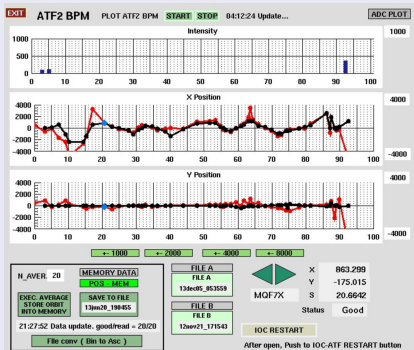 EXIT ATF2 BPM PLOT ATF2 BPM START STOP 04:12:24 Update... ADC PLOT
Intensity
1000
1000
500
0
0 10 20 30 40 50 60 70 80 90 100
X Position
4000
4000
2000
0
-2000
-4000
-4000
0 10 20 30 40 50 60 70 80 90 100
Y Position
4000
4000
2000
0
-2000
-4000
-4000
0 10 20 30 40 50 60 70 80 90 100
+- 1000 +- 2000 +- 4000 +- 8000
N_AVER. 20
MEMORY DATA
POS - MEM
EXEC. AVERAGE
STORE ORBIT
INTO MEMORY
SAVE TO FILE
13jun20_190455
21:27:52 Data update. good/read = 20/20
File conv ( Bin to Asc )
FILE A
FILE A
13dec05_053559
FILE B
FILE B
12nov21_171543
MQF7X
X 863.299
Y -175.015
S 20.6642
Status Good
IOC RESTART
After open, Push to IOC-ATF RESTART button